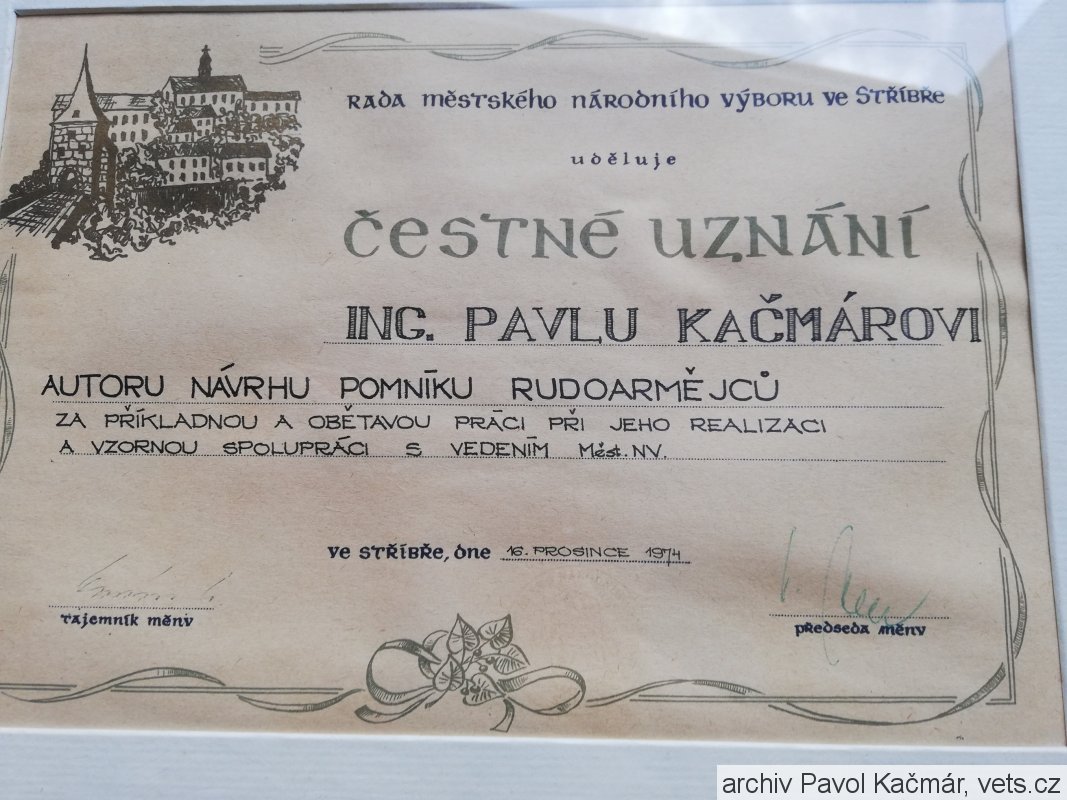 Rada městského národního výboru ve Stříbře
uděluje
čestné uznání
ING. PAVLU KAČMÁROVI
AUTORU NÁVRHU POMNÍKU RUDOARMĚJCŮ
ZA PŘÍKLADNOU A OBĚTAVOU PRÁCI PŘI JEHO REALIZACI
A VZORNOU SPOLUPRÁCI S VEDENÍM Měst. NV.
ve Stříbře, dne 16. PROSINCE 1974
tajemník měnv
předseda měnv
archiv Pavol Kačmár, vets.cz